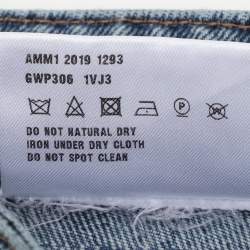 AMM1 2019 1293
GWP306 1VJ3
P
DO NOT NATURAL DRY
IRON UNDER DRY CLOTH
DO NOT SPOT CLEAN